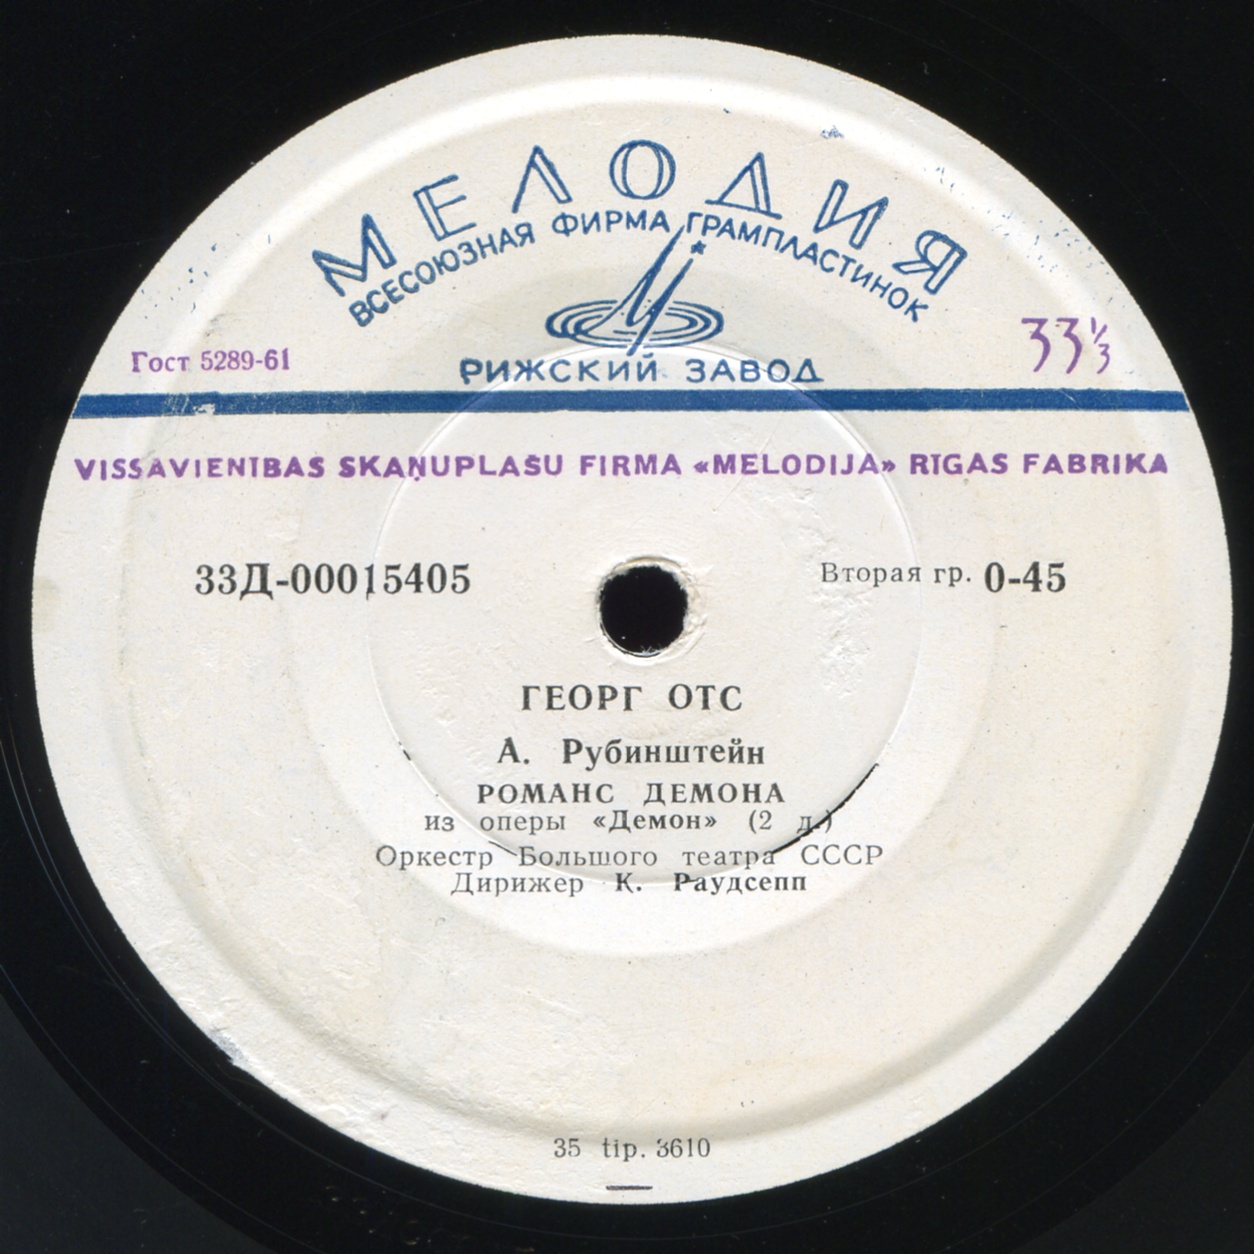 МЕЛОДИЯ
ВСЕСОЮЗНАЯ ФИРМА ГРАМПЛАСТИНОК
Гост 5289-61
33⅓
РИЖСКИЙ ЗАВОД
VISSAVIENĪBAS SKAŅUPLAŠU FIRMA «MELODIJA» RĪGAS FABRIKA
33Д-00015405
Вторая гр. 0-45
ГЕОРГ ОТС
А. Рубинштейн
РОМАНС ДЕМОНА
из оперы «Демон» (2 д.)
Оркестр Большого театра СССР
Дирижер К. Раудсепп
35 tip. 3610